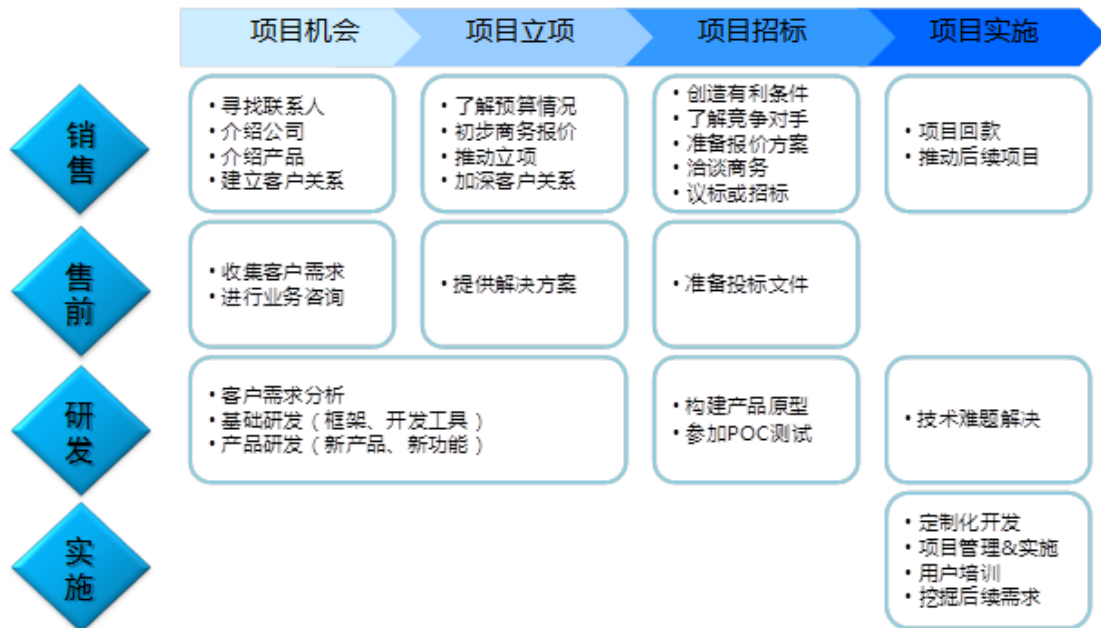 项目机会
项目立项
项目招标
项目实施
销
售
• 寻找联系人
• 介绍公司
• 介绍产品
• 建立客户关系
• 了解预算情况
• 初步商务报价
• 推动立项
• 加深客户关系
• 创造有利条件
• 了解竞争对手
• 准备报价方案
• 洽谈商务
• 议标或招标
• 项目回款
• 推动后续项目
售
前
• 收集客户需求
• 进行业务咨询
• 提供解决方案
• 准备投标文件
研
发
• 客户需求分析
• 基础研发（框架、开发工具）
• 产品研发（新产品、新功能）
• 构建产品原型
• 参加POC测试
• 技术难题解决
实
施
• 定制化开发
• 项目管理&实施
• 用户培训
• 挖掘后续需求